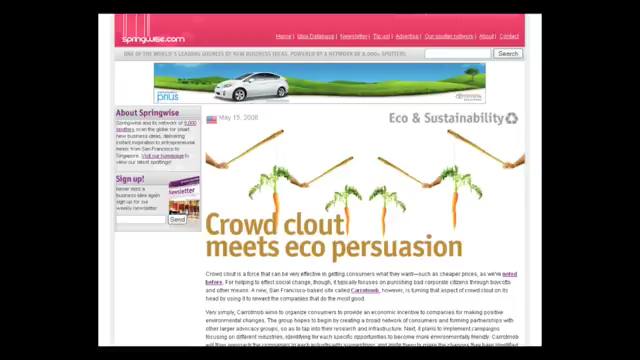 springwise.com
Home | Idea Database | Newsletter | Tip us! | Advertise | Our spotter network | About | Contact
ONE OF THE WORLD'S LEADING SOURCES OF NEW BUSINESS IDEAS. POWERED BY A NETWORK OF 8,000+ SPOTTERS
Search
prius
About Springwise
Springwise and its network of 8,000
spotters scan the globe for smart
new business ideas, delivering
instant inspiration to entrepreneurial
minds from San Francisco to
Singapore. Visit our homepage to
view our latest spottings!
Sign up!
Never miss a
business idea again
sign up for our
weekly newsletter
Newsletter
Send
May 15, 2008
Eco & Sustainability
Crowd clout
meets eco persuasion
Crowd clout is a force that can be very effective in getting consumers what they want—such as cheaper prices, as we've noted
before. For helping to effect social change, though, it typically focuses on punishing bad corporate citizens through boycotts
and other means. A new, San Francisco-based site called Carrotmob, however, is turning that aspect of crowd clout on its
head by using it to reward the companies that do the most good.
Very simply, Carrotmob aims to organize consumers to provide an economic incentive to companies for making positive
environmental changes. The group hopes to begin by creating a broad network of consumers and forming partnerships with
other larger advocacy groups, so as to tap into their research and infrastructure. Next, it plans to implement campaigns
focusing on different industries, identifying for each specific opportunities to become more environmentally friendly. Carrotmob